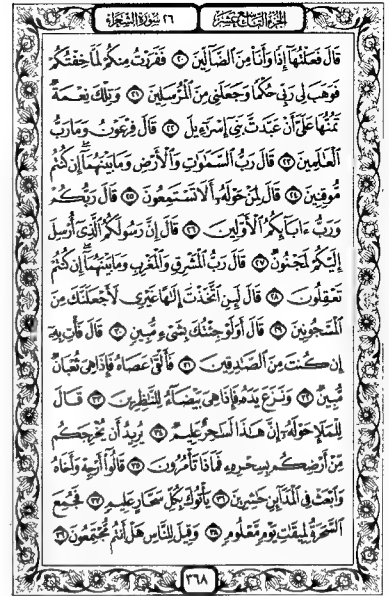 الجزء التاسع عشر ٢٦ سورة الشعراء
قَالَ فَعَلْتُهَا إِذًا وَأَنَا مِنَ الضَّالِّينَ ٢٠ فَفَرَرْتُ مِنكُمْ لَمَّا خِفْتُكُمْ
فَوَهَبَ لِى رَبِّى حُكْمًا وَجَعَلَنِى مِنَ الْمُرْسَلِينَ ٢١ وَتِلْكَ نِعْمَةٌ
تَمُنُّهَا عَلَىَّ أَنْ عَبَّدتَّ بَنِى إِسْرَاءِيلَ ٢٢ قَالَ فِرْعَوْنُ وَمَا رَبُّ
الْعَالَمِينَ ٢٣ قَالَ رَبُّ السَّمَاوَاتِ وَالْأَرْضِ وَمَا بَيْنَهُمَا إِن كُنتُم
مُّوقِنِينَ ٢٤ قَالَ لِمَنْ حَوْلَهُ أَلَا تَسْتَمِعُونَ ٢٥ قَالَ رَبُّكُمْ
وَرَبُّ ءَابَائِكُمُ الْأَوَّلِينَ ٢٦ قَالَ إِنَّ رَسُولَكُمُ الَّذِى أُرْسِلَ
إِلَيْكُمْ لَمَجْنُونٌ ٢٧ قَالَ رَبُّ الْمَشْرِقِ وَالْمَغْرِبِ وَمَا بَيْنَهُمَا إِن كُنتُمْ
تَعْقِلُونَ ٢٨ قَالَ لَئِنِ اتَّخَذْتَ إِلَٰهًا غَيْرِى لَأَجْعَلَنَّكَ مِنَ
الْمَسْجُونِينَ ٢٩ قَالَ أَوَلَوْ جِئْتُكَ بِشَىْءٍ مُّبِينٍ ٣٠ قَالَ فَأْتِ بِهِ
إِن كُنتَ مِنَ الصَّادِقِينَ ٣١ فَأَلْقَىٰ عَصَاهُ فَإِذَا هِىَ ثُعْبَانٌ
مُّبِينٌ ٣٢ وَنَزَعَ يَدَهُ فَإِذَا هِىَ بَيْضَاءُ لِلنَّاظِرِينَ ٣٣ قَالَ
لِلْمَلَإِ حَوْلَهُ إِنَّ هَٰذَا لَسَاحِرٌ عَلِيمٌ ٣٤ يُرِيدُ أَن يُخْرِجَكُم
مِّنْ أَرْضِكُم بِسِحْرِهِ فَمَاذَا تَأْمُرُونَ ٣٥ قَالُوا أَرْجِهْ وَأَخَاهُ
وَابْعَثْ فِى الْمَدَائِنِ حَاشِرِينَ ٣٦ يَأْتُوكَ بِكُلِّ سَحَّارٍ عَلِيمٍ ٣٧ فَجُمِعَ
السَّحَرَةُ لِمِيقَاتِ يَوْمٍ مَّعْلُومٍ ٣٨ وَقِيلَ لِلنَّاسِ هَلْ أَنتُم مُّجْتَمِعُونَ ٣٩
٣٦٨